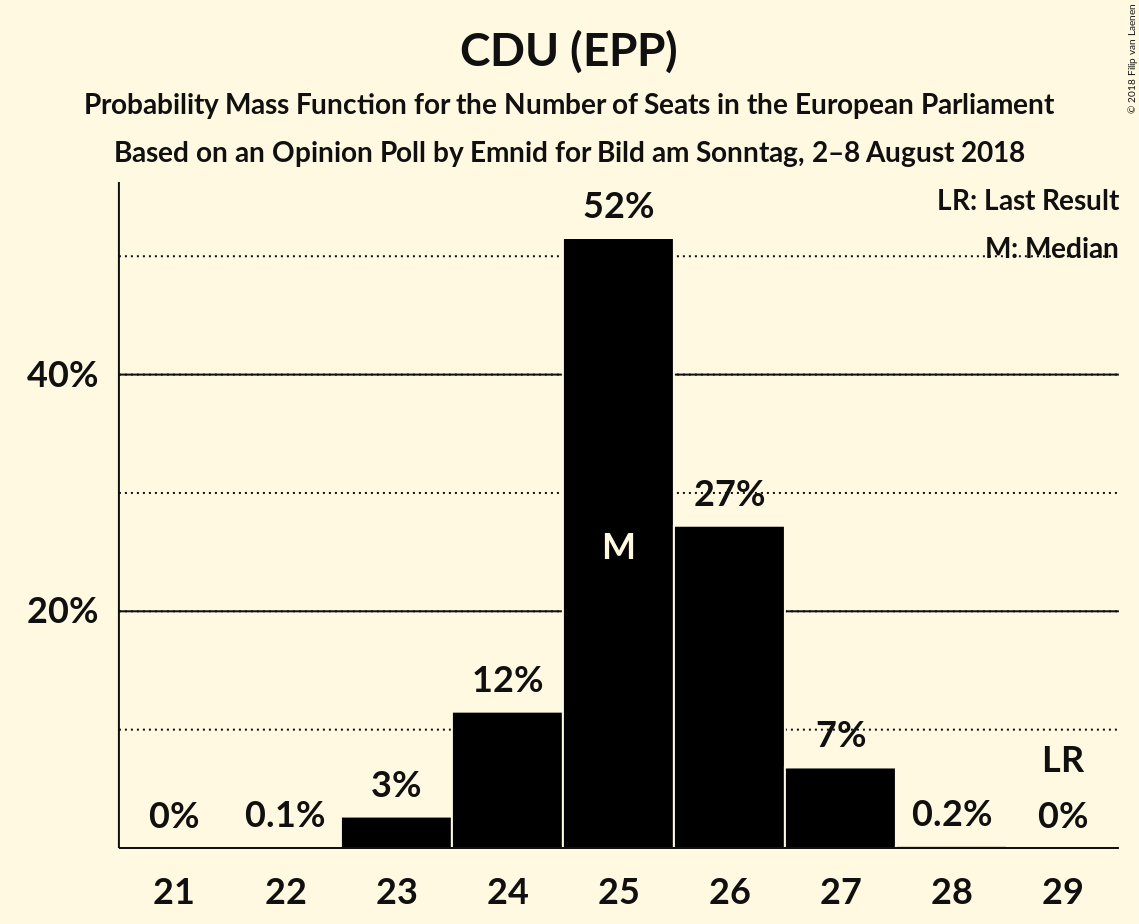 CDU (EPP)
Probability Mass Function for the Number of Seats in the European Parliament
Based on an Opinion Poll by Emnid for Bild am Sonntag, 2–8 August 2018
© 2018 Filip van Laenen
LR: Last Result
M: Median
52%
40%
27%
M
20%
12%
7%
LR
3%
0%
0.1%
0.2%
0%
21 22 23 24 25 26 27 28 29